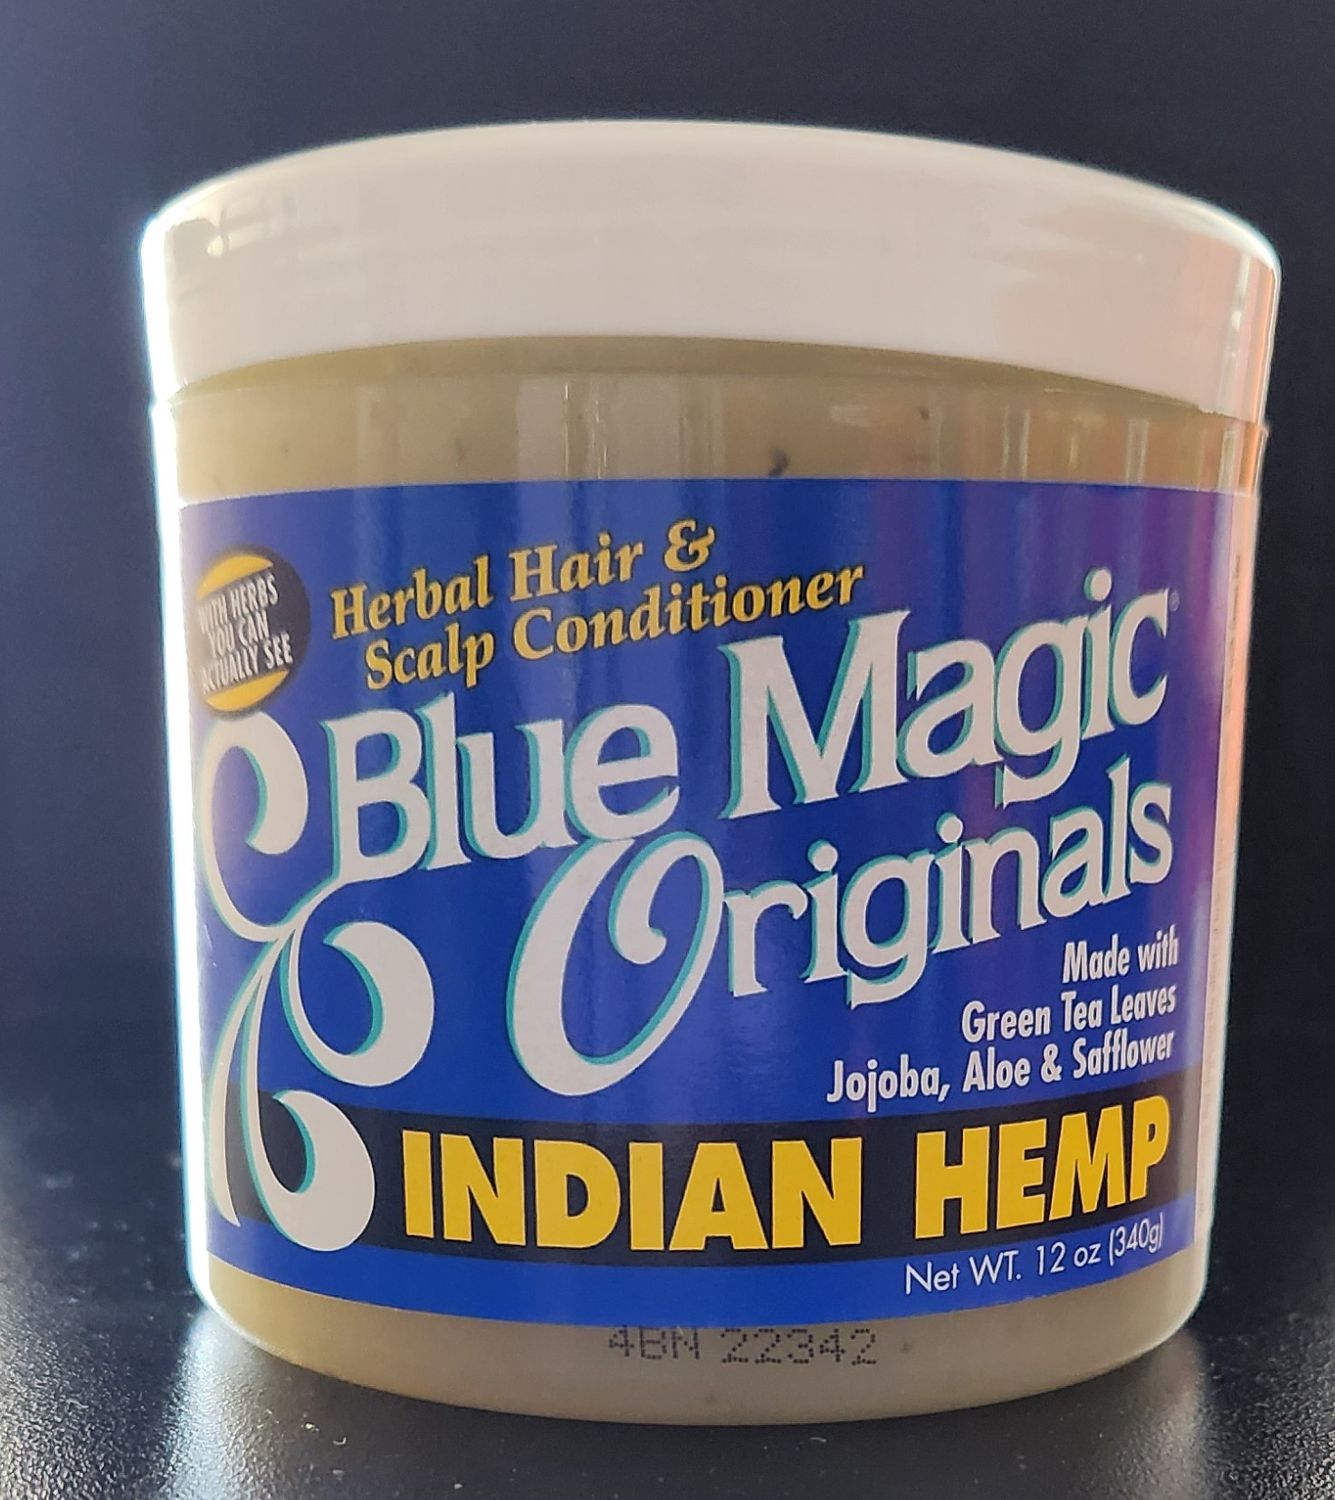 WITH HERBS
YOU CAN
ACTUALLY SEE
Herbal Hair &
Scalp Conditioner
Blue Magic®
Originals
Made with
Green Tea Leaves
Jojoba, Aloe & Safflower
INDIAN HEMP
Net WT. 12 oz (340g)
4BN 22342